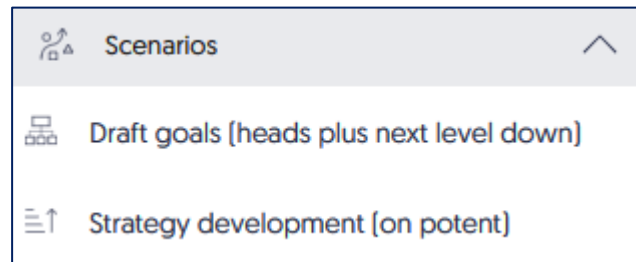 Scenarios
Draft goals (heads plus next level down)
Strategy development (on potent)